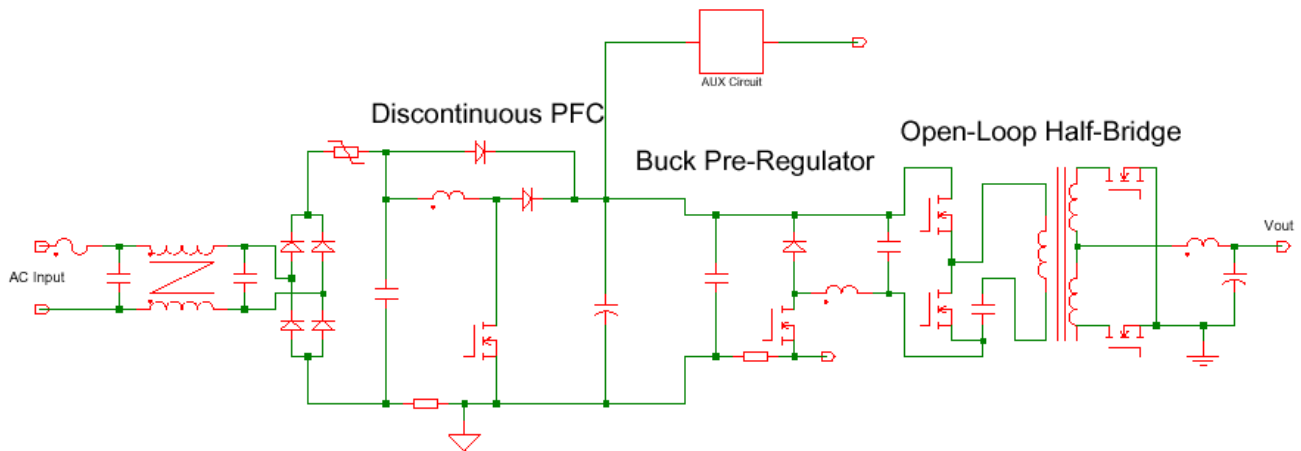 AUX Circuit
Discontinuous PFC
Open-Loop Half-Bridge
Buck Pre-Regulator
Vout
AC Input